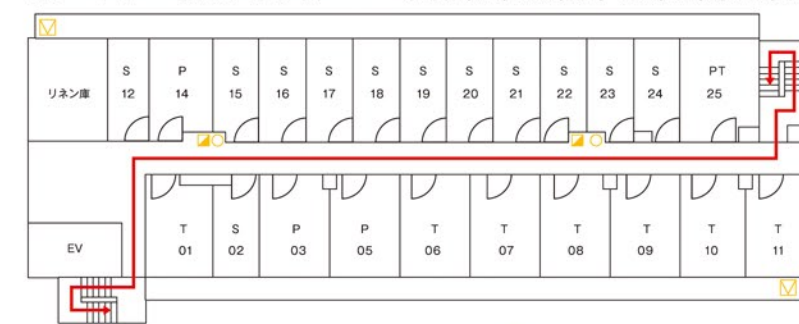 S P S S S S S S S S S S PT
リネン庫 12 14 15 16 17 18 19 20 21 22 23 24 25
T S P P T T T T T T
EV 01 02 03 05 06 07 08 09 10 11